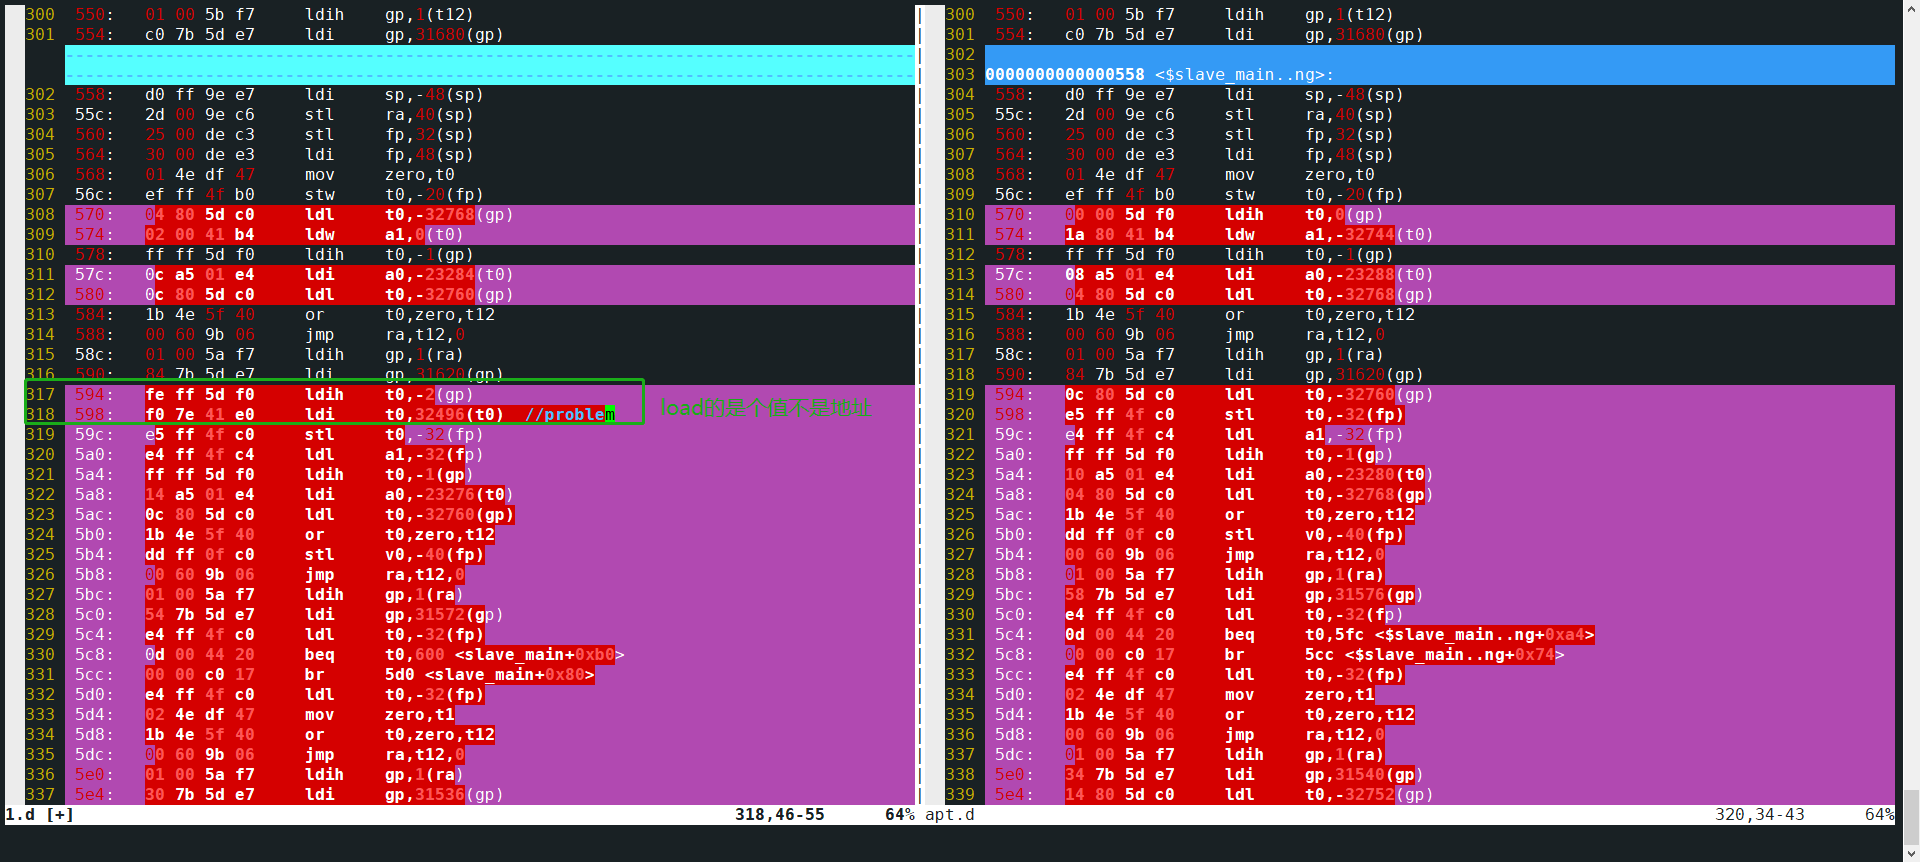 300  550:   01 00 5b f7     ldih    gp,1(t12)
301  554:   c0 7b 5d e7     ldi     gp,31680(gp)
302  558:   d0 ff 9e e7     ldi     sp,-48(sp)
303  55c:   2d 00 9e c6     stl     ra,40(sp)
304  560:   25 00 de c3     stl     fp,32(sp)
305  564:   30 00 de e3     ldi     fp,48(sp)
306  568:   01 4e df 47     mov     zero,t0
307  56c:   ef ff 4f b0     stw     t0,-20(fp)
308  570:   04 80 5d c0     ldl     t0,-32768(gp)
309  574:   02 00 41 b4     ldw     a1,0(t0)
310  578:   ff ff 5d f0     ldih    t0,-1(gp)
311  57c:   0c a5 01 e4     ldi     a0,-23284(t0)
312  580:   0c 80 5d c0     ldl     t0,-32760(gp)
313  584:   1b 4e 5f 40     or      t0,zero,t12
314  588:   00 60 9b 06     jmp     ra,t12,0
315  58c:   01 00 5a f7     ldih    gp,1(ra)
316  590:   84 7b 5d e7     ldi     gp,31620(gp)
317  594:   fe ff 5d f0     ldih    t0,-2(gp)
318  598:   f0 7e 41 e0     ldi     t0,32496(t0)  //problem
load的是个值不是地址
319  59c:   e5 ff 4f c0     stl     t0,-32(fp)
320  5a0:   e4 ff 4f c4     ldl     a1,-32(fp)
321  5a4:   ff ff 5d f0     ldih    t0,-1(gp)
322  5a8:   14 a5 01 e4     ldi     a0,-23276(t0)
323  5ac:   0c 80 5d c0     ldl     t0,-32760(gp)
324  5b0:   1b 4e 5f 40     or      t0,zero,t12
325  5b4:   dd ff 0f c0     stl     v0,-40(fp)
326  5b8:   00 60 9b 06     jmp     ra,t12,0
327  5bc:   01 00 5a f7     ldih    gp,1(ra)
328  5c0:   54 7b 5d e7     ldi     gp,31572(gp)
329  5c4:   e4 ff 4f c0     ldl     t0,-32(fp)
330  5c8:   0d 00 44 20     beq     t0,600 <slave_main+0xb0>
331  5cc:   00 00 c0 17     br      5d0 <slave_main+0x80>
332  5d0:   e4 ff 4f c0     ldl     t0,-32(fp)
333  5d4:   02 4e df 47     mov     zero,t1
334  5d8:   1b 4e 5f 40     or      t0,zero,t12
335  5dc:   00 60 9b 06     jmp     ra,t12,0
336  5e0:   01 00 5a f7     ldih    gp,1(ra)
337  5e4:   30 7b 5d e7     ldi     gp,31536(gp)
1.d [+]     318,46-55     64%
300  550:   01 00 5b f7     ldih    gp,1(t12)
301  554:   c0 7b 5d e7     ldi     gp,31680(gp)
302
303 0000000000000558 <$slave_main..ng>:
304  558:   d0 ff 9e e7     ldi     sp,-48(sp)
305  55c:   2d 00 9e c6     stl     ra,40(sp)
306  560:   25 00 de c3     stl     fp,32(sp)
307  564:   30 00 de e3     ldi     fp,48(sp)
308  568:   01 4e df 47     mov     zero,t0
309  56c:   ef ff 4f b0     stw     t0,-20(fp)
310  570:   00 00 5d f0     ldih    t0,0(gp)
311  574:   1a 80 41 b4     ldw     a1,-32744(t0)
312  578:   ff ff 5d f0     ldih    t0,-1(gp)
313  57c:   08 a5 01 e4     ldi     a0,-23288(t0)
314  580:   04 80 5d c0     ldl     t0,-32768(gp)
315  584:   1b 4e 5f 40     or      t0,zero,t12
316  588:   00 60 9b 06     jmp     ra,t12,0
317  58c:   01 00 5a f7     ldih    gp,1(ra)
318  590:   84 7b 5d e7     ldi     gp,31620(gp)
319  594:   0c 80 5d c0     ldl     t0,-32760(gp)
320  598:   e5 ff 4f c0     stl     t0,-32(fp)
321  59c:   e4 ff 4f c4     ldl     a1,-32(fp)
322  5a0:   ff ff 5d f0     ldih    t0,-1(gp)
323  5a4:   10 a5 01 e4     ldi     a0,-23280(t0)
324  5a8:   04 80 5d c0     ldl     t0,-32768(gp)
325  5ac:   1b 4e 5f 40     or      t0,zero,t12
326  5b0:   dd ff 0f c0     stl     v0,-40(fp)
327  5b4:   00 60 9b 06     jmp     ra,t12,0
328  5b8:   01 00 5a f7     ldih    gp,1(ra)
329  5bc:   58 7b 5d e7     ldi     gp,31576(gp)
330  5c0:   e4 ff 4f c0     ldl     t0,-32(fp)
331  5c4:   0d 00 44 20     beq     t0,5fc <$slave_main..ng+0xa4>
332  5c8:   00 00 c0 17     br      5cc <$slave_main..ng+0x74>
333  5cc:   e4 ff 4f c0     ldl     t0,-32(fp)
334  5d0:   02 4e df 47     mov     zero,t1
335  5d4:   1b 4e 5f 40     or      t0,zero,t12
336  5d8:   00 60 9b 06     jmp     ra,t12,0
337  5dc:   01 00 5a f7     ldih    gp,1(ra)
338  5e0:   34 7b 5d e7     ldi     gp,31540(gp)
339  5e4:   14 80 5d c0     ldl     t0,-32752(gp)
apt.d     320,34-43     64%